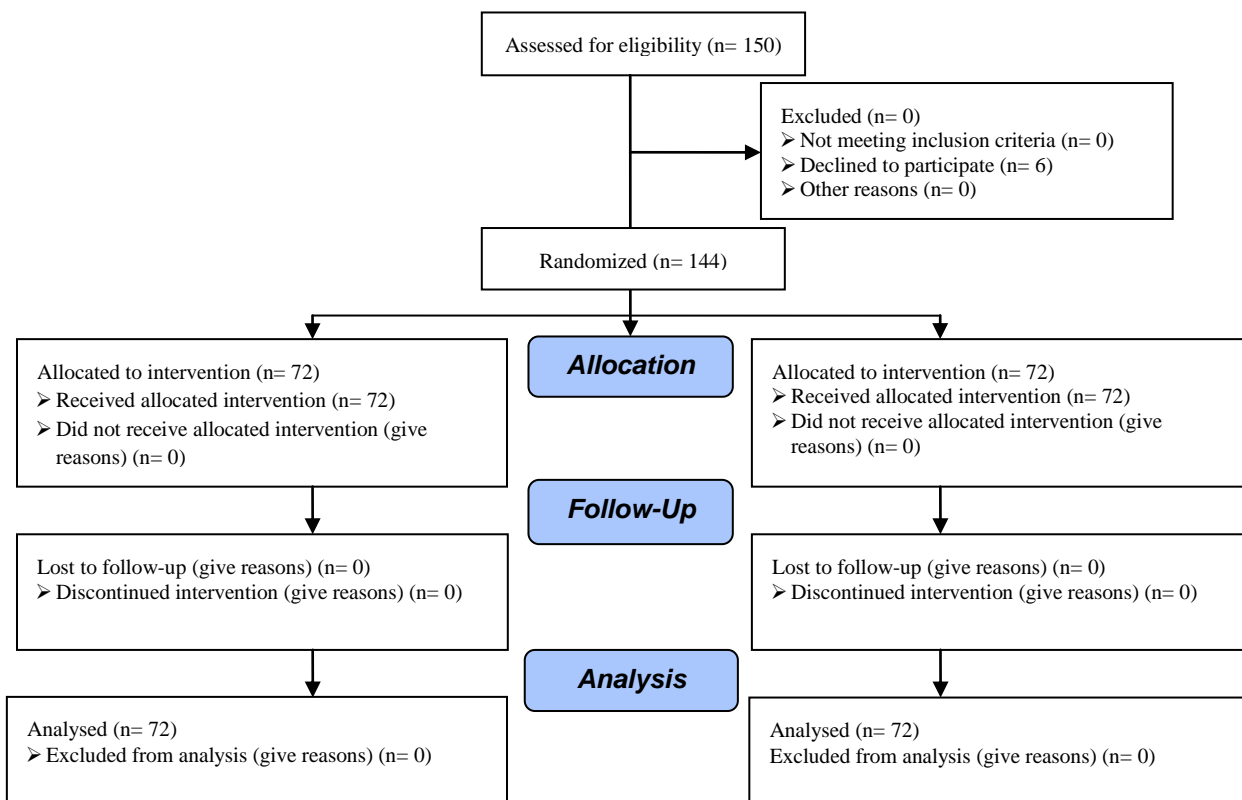 Assessed for eligibility (n= 150)
Excluded (n= 0)
➢ Not meeting inclusion criteria (n= 0)
➢ Declined to participate (n= 6)
➢ Other reasons (n= 0)
Randomized (n= 144)
Allocation
Allocated to intervention (n= 72)
➢ Received allocated intervention (n= 72)
➢ Did not receive allocated intervention (give
reasons) (n= 0)
Allocated to intervention (n= 72)
➢ Received allocated intervention (n= 72)
➢ Did not receive allocated intervention (give
reasons) (n= 0)
Follow-Up
Lost to follow-up (give reasons) (n= 0)
➢ Discontinued intervention (give reasons) (n= 0)
Lost to follow-up (give reasons) (n= 0)
➢ Discontinued intervention (give reasons) (n= 0)
Analysis
Analysed (n= 72)
➢ Excluded from analysis (give reasons) (n= 0)
Analysed (n= 72)
Excluded from analysis (give reasons) (n= 0)